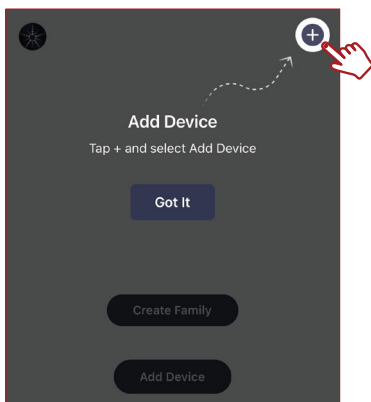 Add Device
Tap + and select Add Device
Got It
Create Family
Add Device